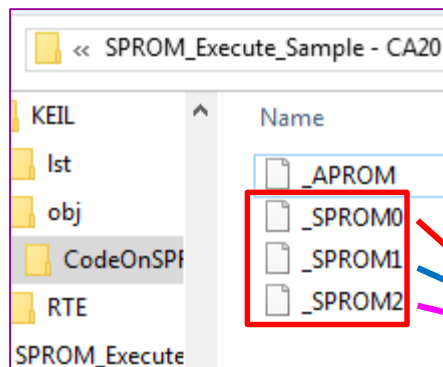 « SPROM_Execute_Sample - CA20
KEIL
lst
obj
CodeOnSPF
RTE
SPROM_Execute
Name
_APROM
_SPROM0
_SPROM1
_SPROM2